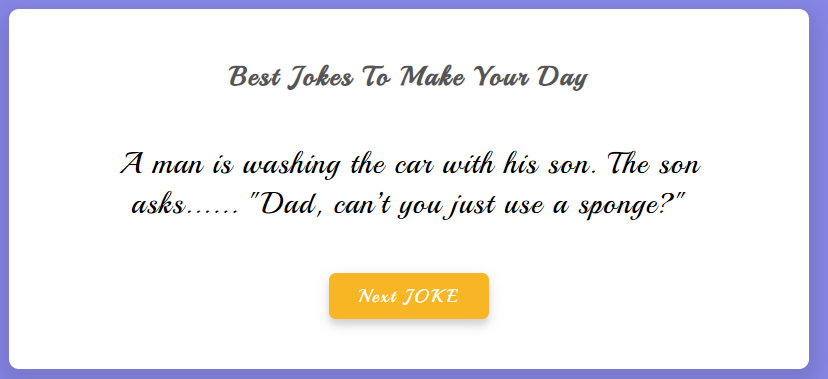 Best Jokes To Make Your Day
A man is washing the car with his son. The son
asks...... "Dad, can't you just use a sponge?"
Next JOKE